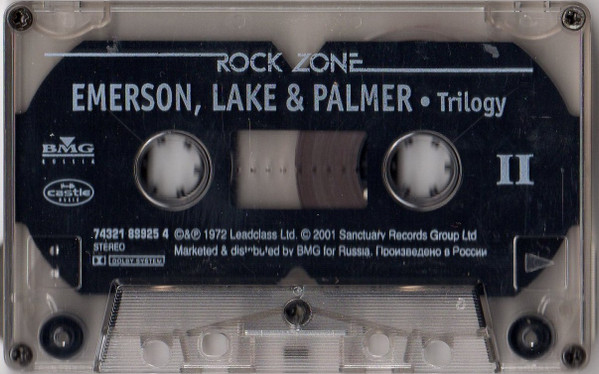 ROCK ZONE
EMERSON, LAKE & PALMER • Trilogy
BMG
RUSSIA
II
castle
MUSIC
74321 89925 4
©&℗ 1972 Leadclass Ltd. © 2001 Sanctuary Records Group Ltd
STEREO
Marketed & distributed by BMG for Russia. Произведено в России
DOLBY SYSTEM